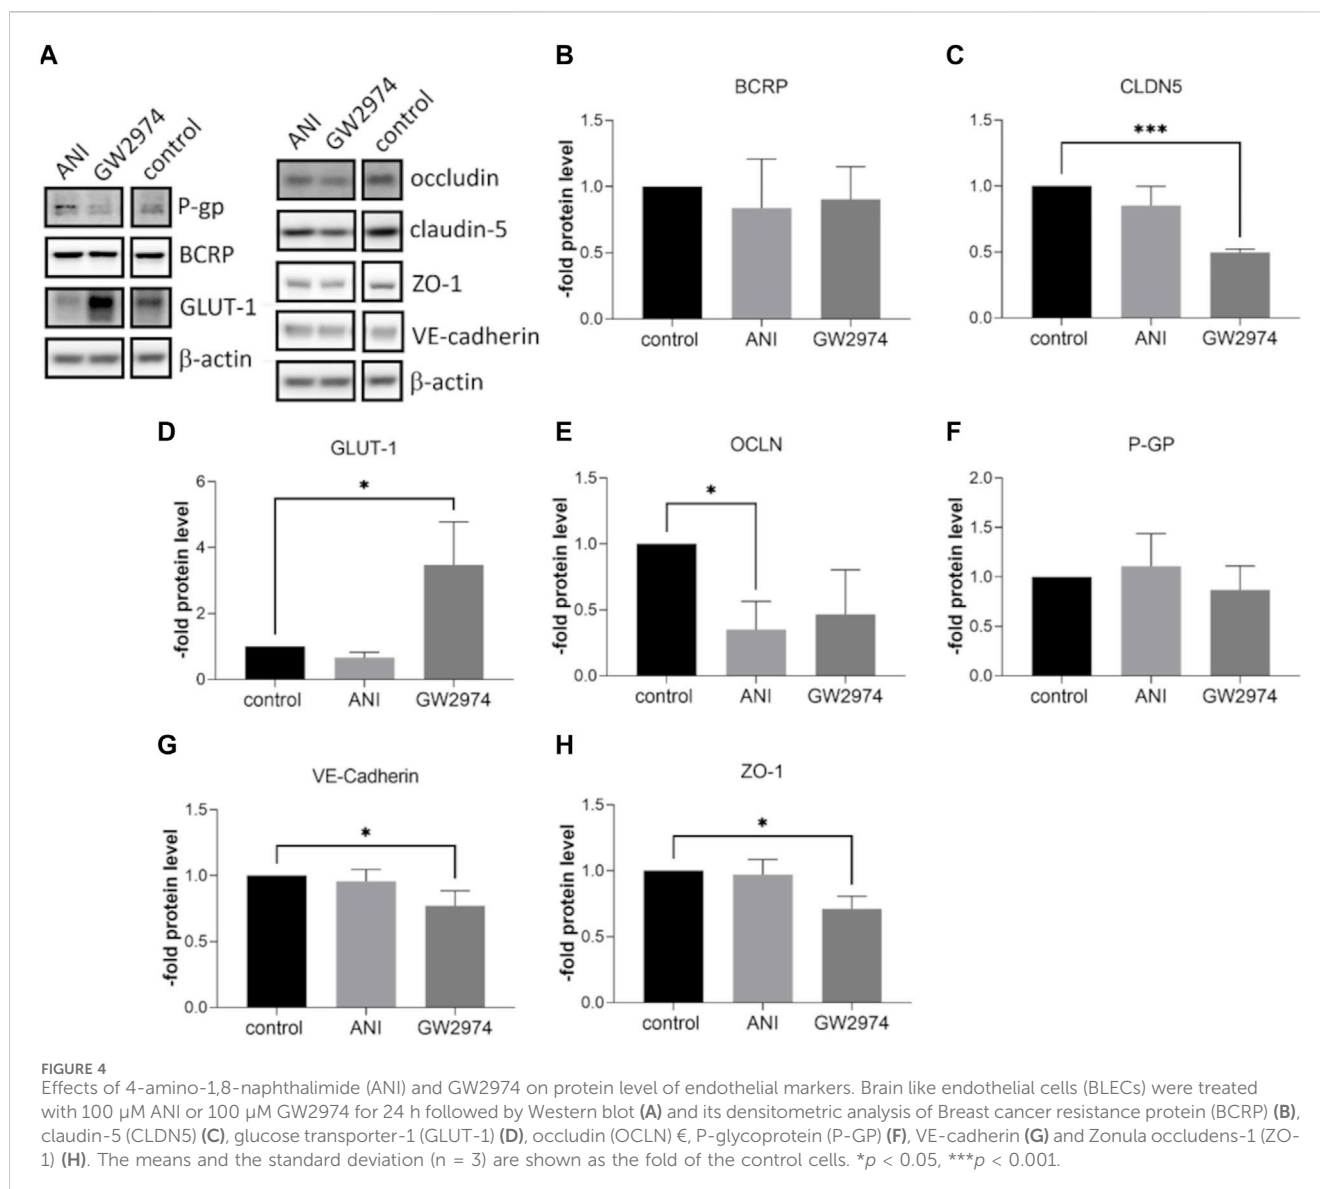 A
ANI
GW2974
control
P-gp
BCRP
GLUT-1
β-actin
ANI
GW2974
control
occludin
claudin-5
ZO-1
VE-cadherin
β-actin
B
BCRP
-fold protein level
1.5
1.0
0.5
0.0
control ANI GW2974
C
CLDN5
***
-fold protein level
1.5
1.0
0.5
0.0
control ANI GW2974
D
GLUT-1
*
-fold protein level
6
4
2
0
control ANI GW2974
E
OCLN
*
-fold protein level
1.5
1.0
0.5
0.0
control ANI GW2974
F
P-GP
-fold protein level
2.0
1.5
1.0
0.5
0.0
control ANI GW2974
G
VE-Cadherin
*
-fold protein level
1.5
1.0
0.5
0.0
control ANI GW2974
H
ZO-1
*
-fold protein level
1.5
1.0
0.5
0.0
control ANI GW2974
FIGURE 4
Effects of 4-amino-1,8-naphthalimide (ANI) and GW2974 on protein level of endothelial markers. Brain like endothelial cells (BLECs) were treated
with 100 µM ANI or 100 µM GW2974 for 24 h followed by Western blot (A) and its densitometric analysis of Breast cancer resistance protein (BCRP) (B),
claudin-5 (CLDN5) (C), glucose transporter-1 (GLUT-1) (D), occludin (OCLN) €, P-glycoprotein (P-GP) (F), VE-cadherin (G) and Zonula occludens-1 (ZO-
1) (H). The means and the standard deviation (n = 3) are shown as the fold of the control cells. *p < 0.05, ***p < 0.001.